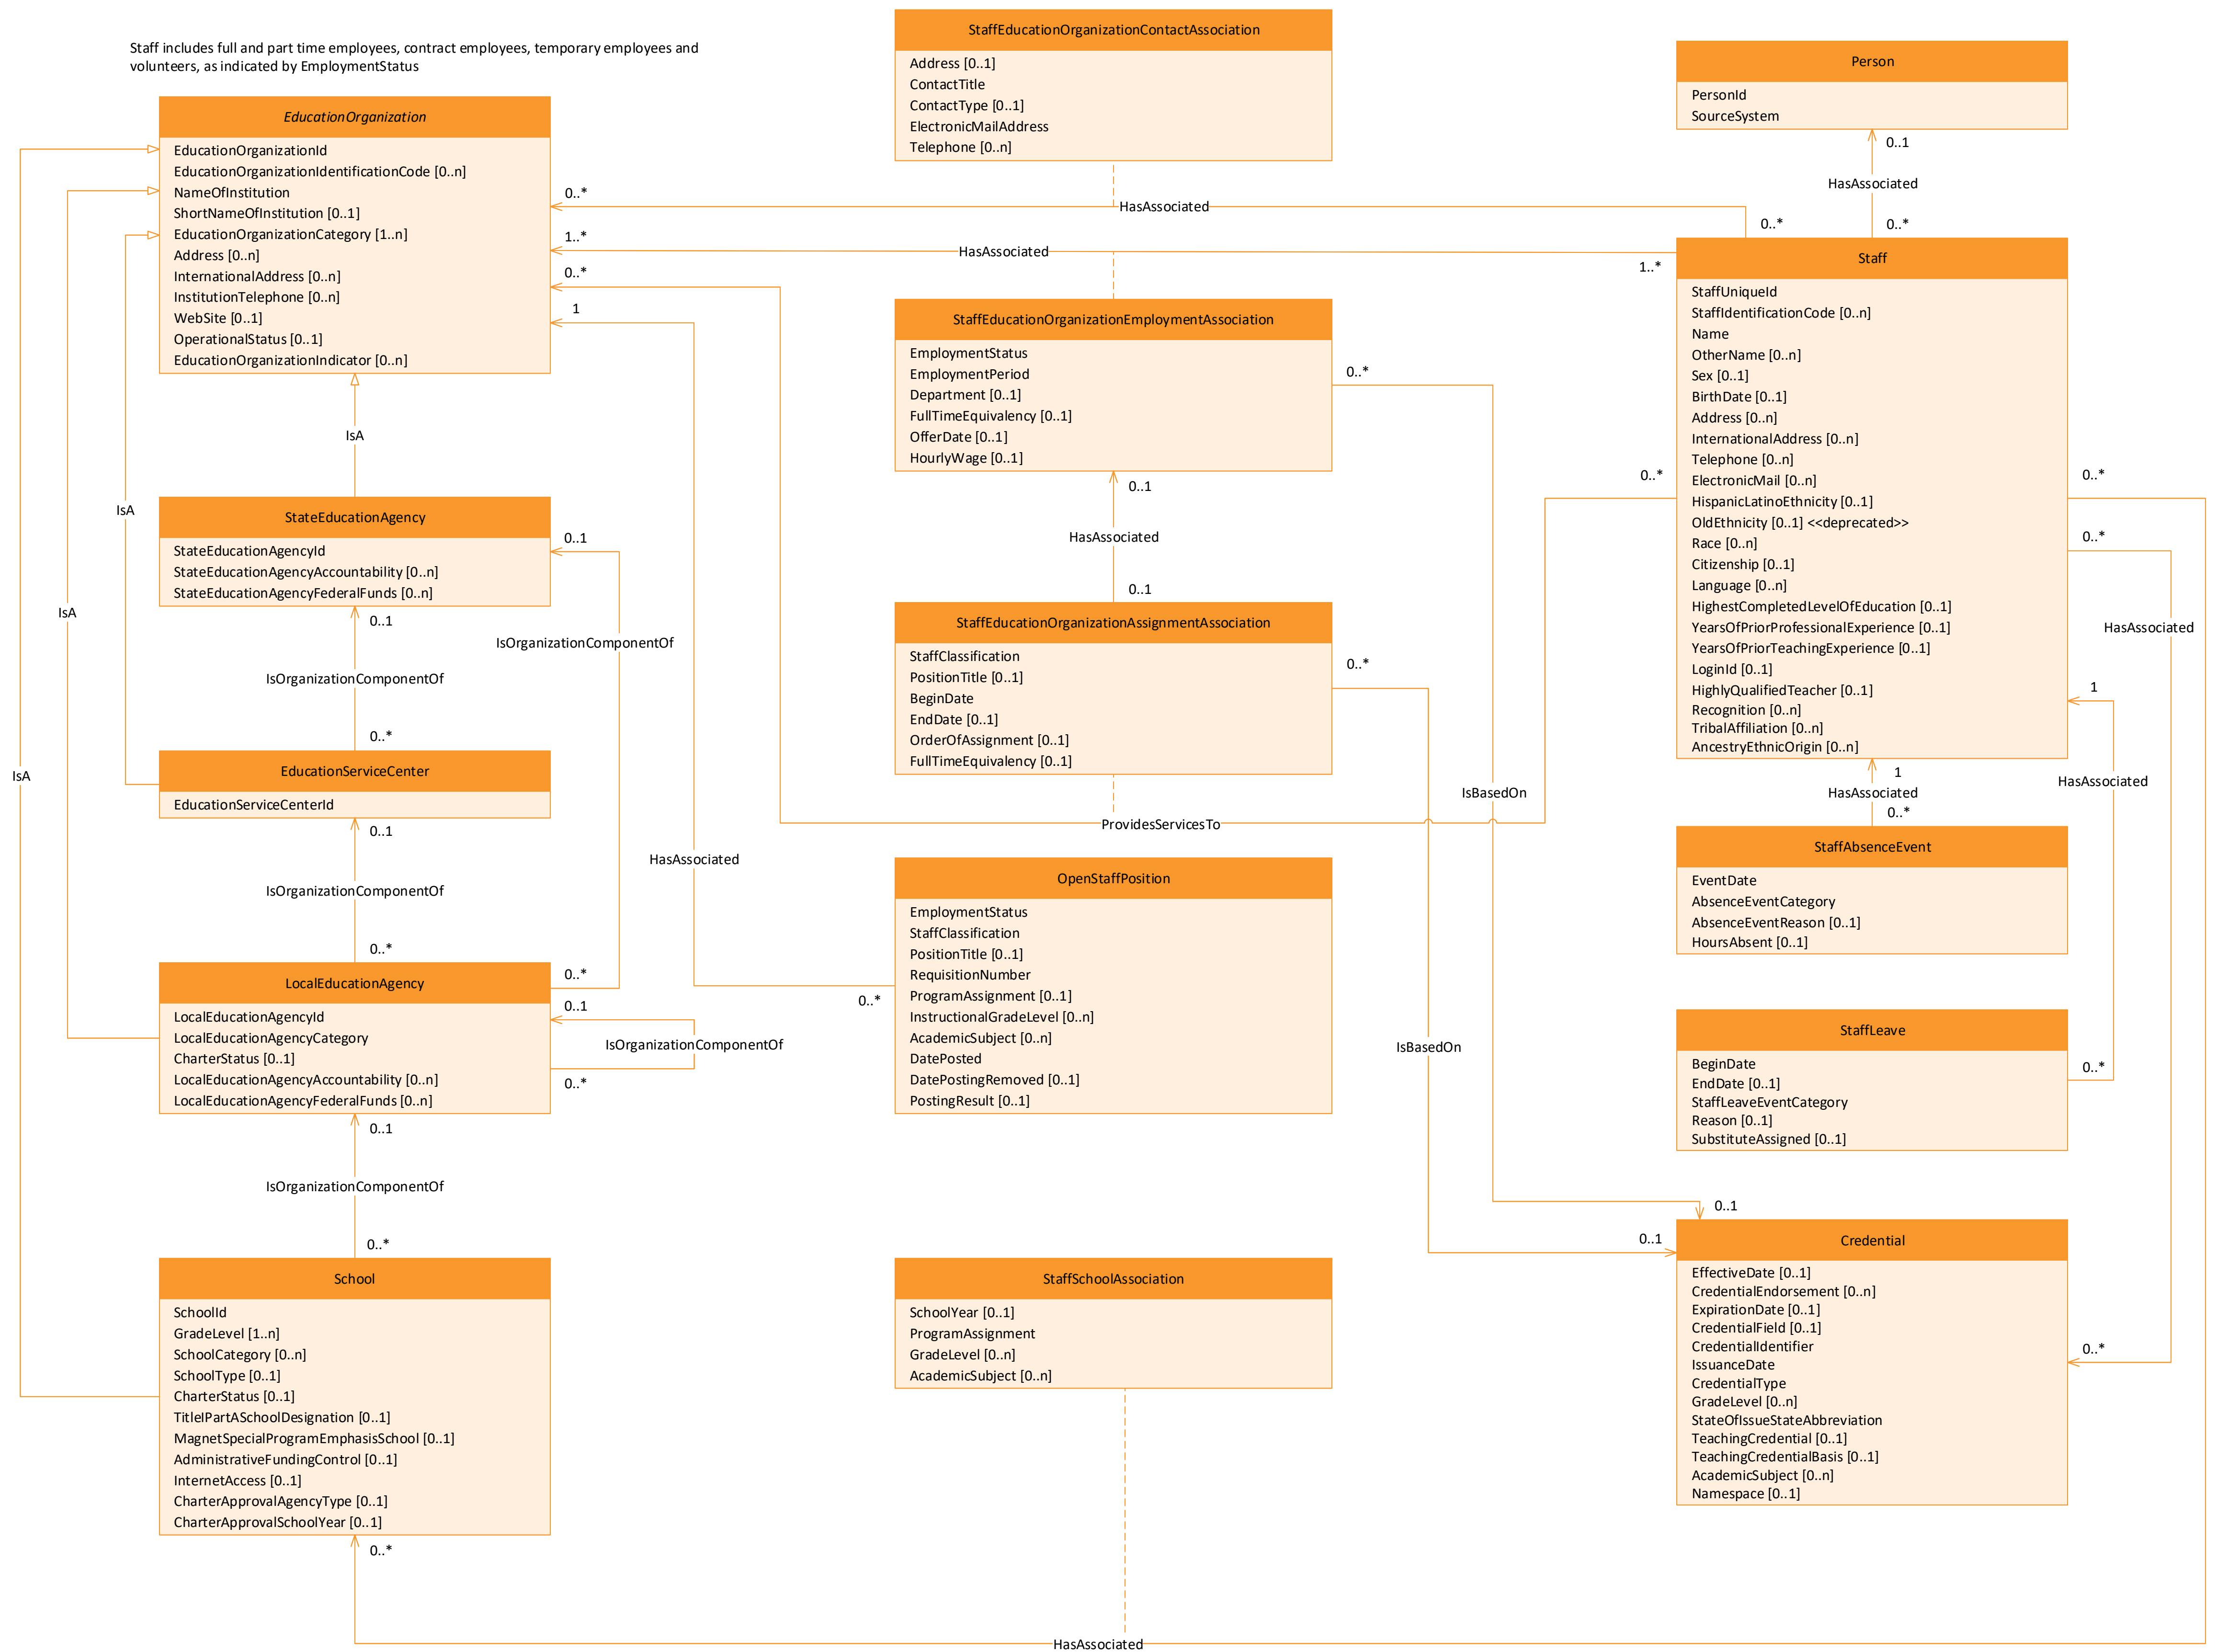 Staff includes full and part time employees, contract employees, temporary employees and
volunteers, as indicated by EmploymentStatus
EducationOrganization
EducationOrganizationId
EducationOrganizationIdentificationCode [0..n]
NameOfInstitution
ShortNameOfInstitution [0..1]
EducationOrganizationCategory [1..n]
Address [0..n]
InternationalAddress [0..n]
InstitutionTelephone [0..n]
WebSite [0..1]
OperationalStatus [0..1]
EducationOrganizationIndicator [0..n]
IsA
IsA
IsA
IsA
StateEducationAgency
StateEducationAgencyId
StateEducationAgencyAccountability [0..n]
StateEducationAgencyFederalFunds [0..n]
0..1
0..1
IsOrganizationComponentOf
IsOrganizationComponentOf
0..*
EducationServiceCenter
EducationServiceCenterId
0..1
IsOrganizationComponentOf
0..*
LocalEducationAgency
LocalEducationAgencyId
LocalEducationAgencyCategory
CharterStatus [0..1]
LocalEducationAgencyAccountability [0..n]
LocalEducationAgencyFederalFunds [0..n]
0..*
0..1
IsOrganizationComponentOf
0..*
0..1
IsOrganizationComponentOf
0..*
School
SchoolId
GradeLevel [1..n]
SchoolCategory [0..n]
SchoolType [0..1]
CharterStatus [0..1]
TitleIPartASchoolDesignation [0..1]
MagnetSpecialProgramEmphasisSchool [0..1]
AdministrativeFundingControl [0..1]
InternetAccess [0..1]
CharterApprovalAgencyType [0..1]
CharterApprovalSchoolYear [0..1]
0..*
StaffEducationOrganizationContactAssociation
Address [0..1]
ContactTitle
ContactType [0..1]
ElectronicMailAddress
Telephone [0..n]
0..*
HasAssociated
0..*
1..*
HasAssociated
1..*
0..*
1
StaffEducationOrganizationEmploymentAssociation
EmploymentStatus
EmploymentPeriod
Department [0..1]
FullTimeEquivalency [0..1]
OfferDate [0..1]
HourlyWage [0..1]
0..*
0..1
HasAssociated
0..1
StaffEducationOrganizationAssignmentAssociation
StaffClassification
PositionTitle [0..1]
BeginDate
EndDate [0..1]
OrderOfAssignment [0..1]
FullTimeEquivalency [0..1]
0..*
0..*
IsBasedOn
ProvidesServicesTo
HasAssociated
OpenStaffPosition
EmploymentStatus
StaffClassification
PositionTitle [0..1]
RequisitionNumber
ProgramAssignment [0..1]
InstructionalGradeLevel [0..n]
AcademicSubject [0..n]
DatePosted
DatePostingRemoved [0..1]
PostingResult [0..1]
0..*
IsBasedOn
StaffSchoolAssociation
SchoolYear [0..1]
ProgramAssignment
GradeLevel [0..n]
AcademicSubject [0..n]
HasAssociated
Person
PersonId
SourceSystem
0..1
HasAssociated
0..*
Staff
StaffUniqueId
StaffIdentificationCode [0..n]
Name
OtherName [0..n]
Sex [0..1]
BirthDate [0..1]
Address [0..n]
InternationalAddress [0..n]
Telephone [0..n]
ElectronicMail [0..n]
HispanicLatinoEthnicity [0..1]
OldEthnicity [0..1] <<deprecated>>
Race [0..n]
Citizenship [0..1]
Language [0..n]
HighestCompletedLevelOfEducation [0..1]
YearsOfPriorProfessionalExperience [0..1]
YearsOfPriorTeachingExperience [0..1]
LoginId [0..1]
HighlyQualifiedTeacher [0..1]
Recognition [0..n]
TribalAffiliation [0..n]
AncestryEthnicOrigin [0..n]
0..*
0..*
HasAssociated
1
HasAssociated
1
HasAssociated
0..*
StaffAbsenceEvent
EventDate
AbsenceEventCategory
AbsenceEventReason [0..1]
HoursAbsent [0..1]
StaffLeave
BeginDate
EndDate [0..1]
StaffLeaveEventCategory
Reason [0..1]
SubstituteAssigned [0..1]
0..*
0..1
0..1
Credential
EffectiveDate [0..1]
CredentialEndorsement [0..n]
ExpirationDate [0..1]
CredentialField [0..1]
CredentialIdentifier
IssuanceDate
CredentialType
GradeLevel [0..n]
StateOfIssueStateAbbreviation
TeachingCredential [0..1]
TeachingCredentialBasis [0..1]
AcademicSubject [0..n]
Namespace [0..1]
0..*